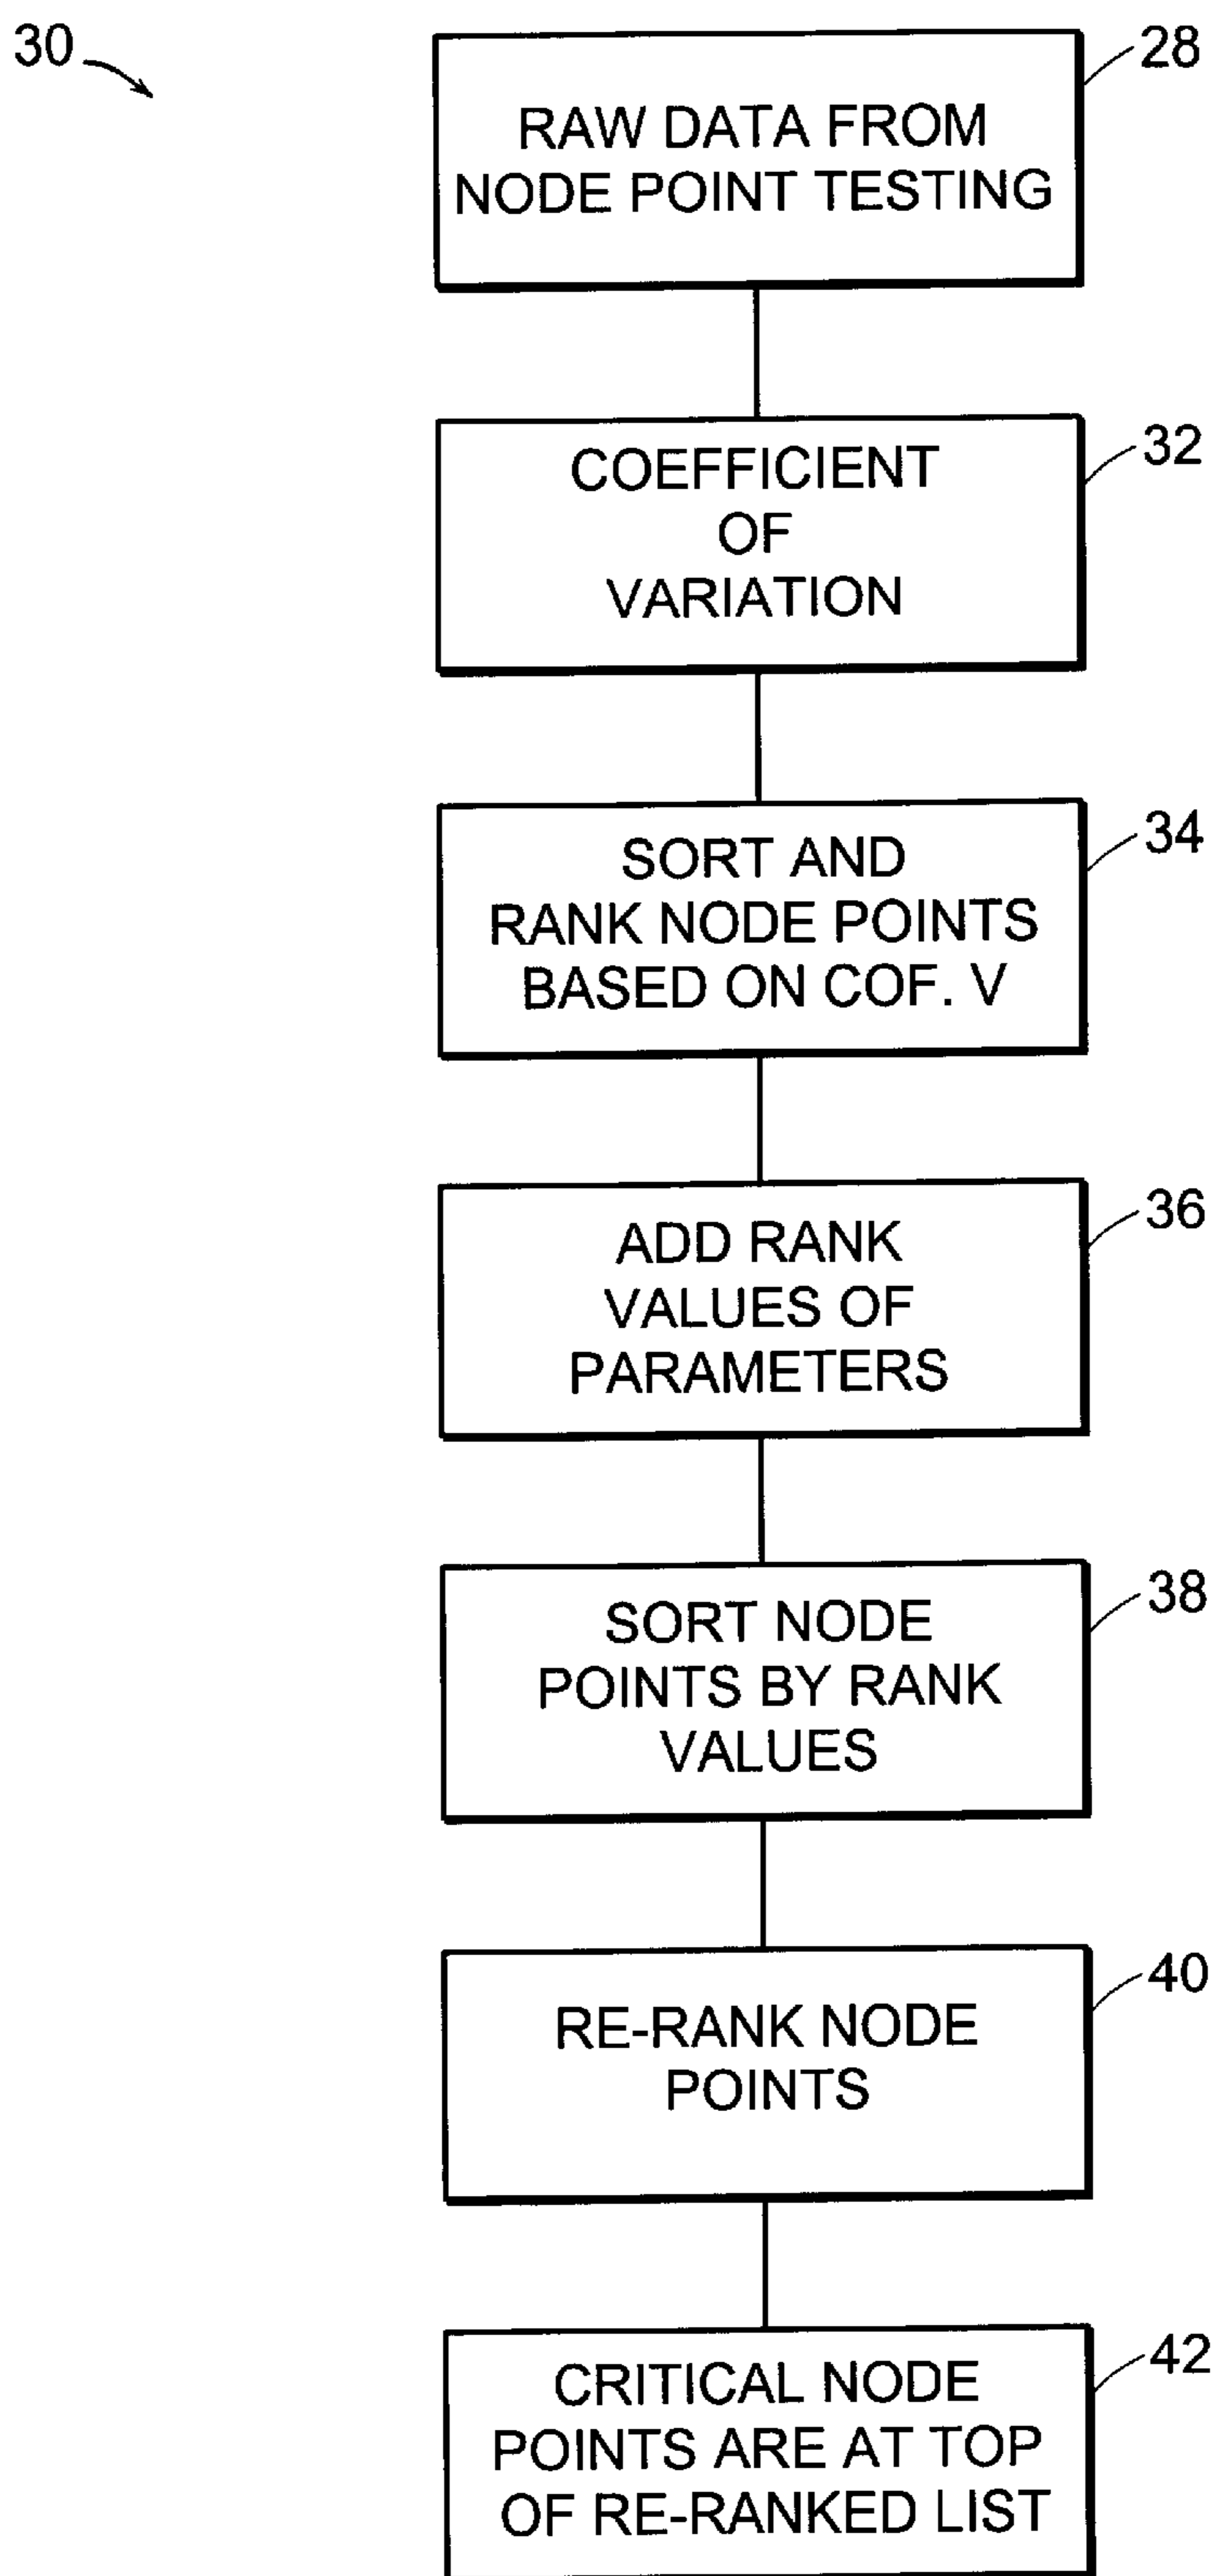 30
28
RAW DATA FROM
NODE POINT TESTING
32
COEFFICIENT
OF
VARIATION
34
SORT AND
RANK NODE POINTS
BASED ON COF. V
36
ADD RANK
VALUES OF
PARAMETERS
38
SORT NODE
POINTS BY RANK
VALUES
40
RE-RANK NODE
POINTS
42
CRITICAL NODE
POINTS ARE AT TOP
OF RE-RANKED LIST